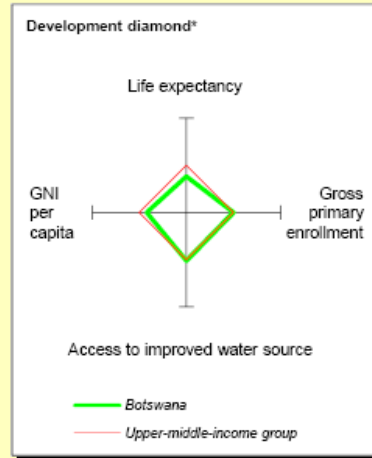 Development diamond*
Life expectancy
GNI
per
capita
Gross
primary
enrollment
Access to improved water source
Botswana
Upper-middle-income group